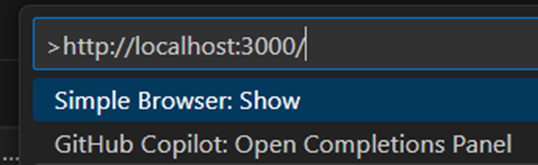 >http://localhost:3000/
Simple Browser: Show
GitHub Copilot: Open Completions Panel
...